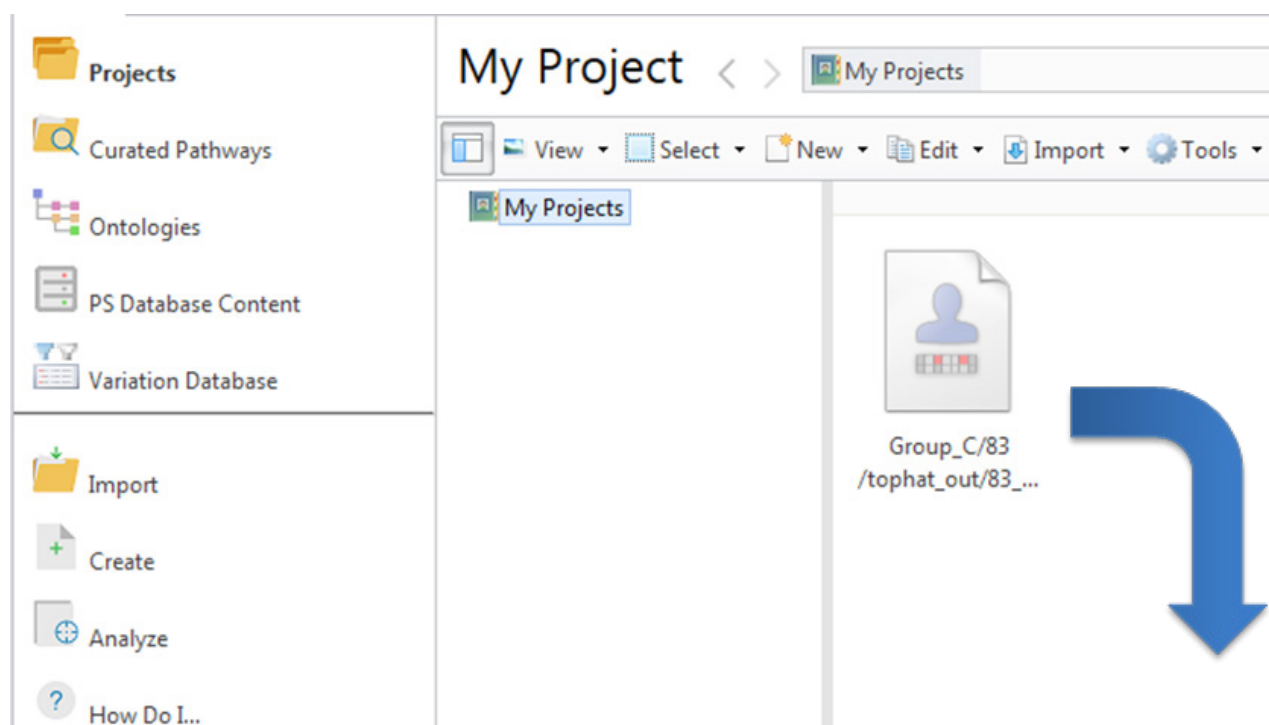 Projects
Curated Pathways
Ontologies
PS Database Content
Variation Database
Import
Create
Analyze
How Do I...
My Project
My Projects
View
Select
New
Edit
Import
Tools
My Projects
Group_C/83
/tophat_out/83_...